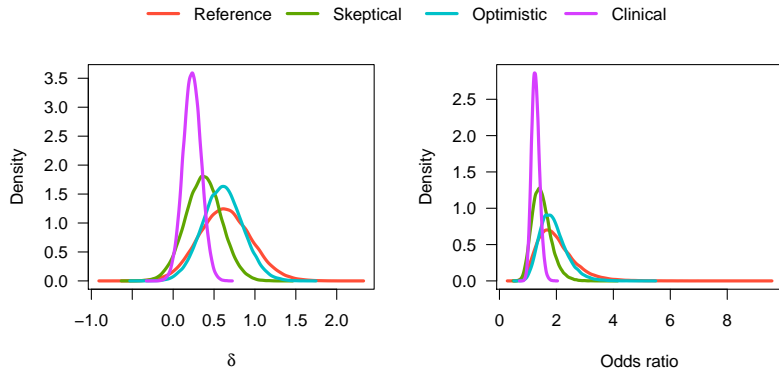 Reference Skeptical Optimistic Clinical
Density
3.5
3.0
2.5
2.0
1.5
1.0
0.5
0.0
−1.0 0.0 0.5 1.0 1.5 2.0
δ
Density
2.5
2.0
1.5
1.0
0.5
0.0
0 2 4 6 8
Odds ratio